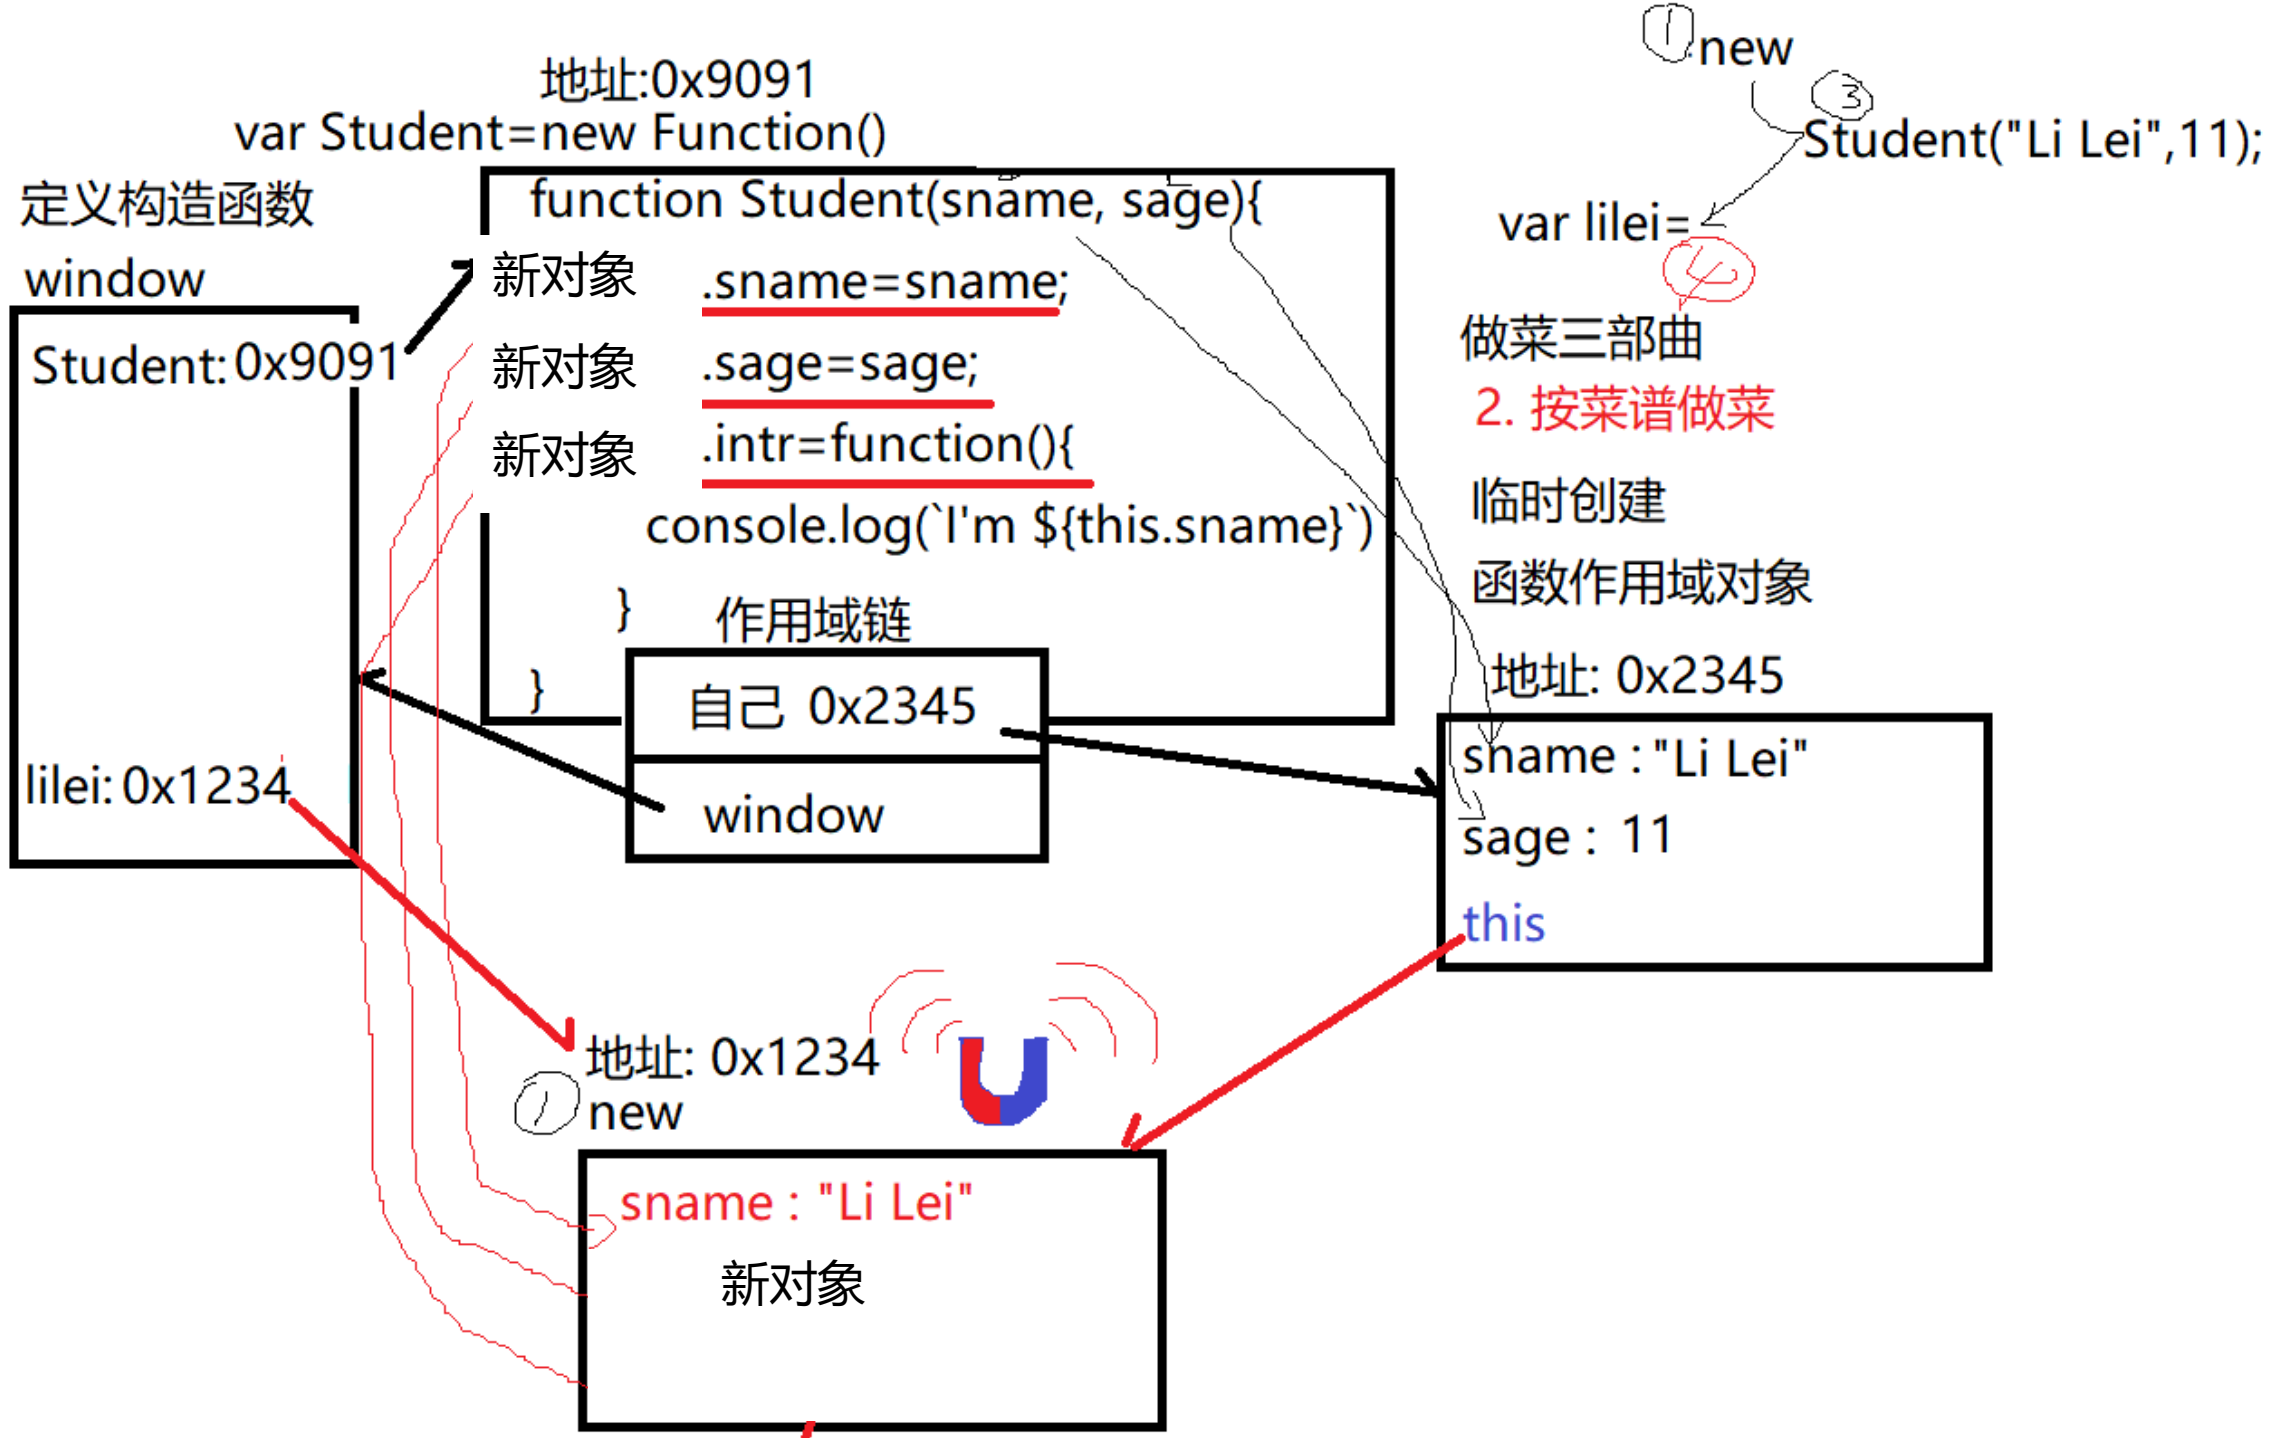 地址:0x9091
var Student=new Function()
定义构造函数
window
Student:0x9091
lilei:0x1234
function Student(sname, sage){
新对象 .sname=sname;
新对象 .sage=sage;
新对象 .intr=function(){
console.log(`I'm ${this.sname}`)
}
}
作用域链
自己 0x2345
window
① new
③
Student("Li Lei",11);
var lilei=
④
做菜三部曲
2. 按菜谱做菜
临时创建
函数作用域对象
地址: 0x2345
sname : "Li Lei"
sage : 11
this
地址: 0x1234
① new
sname : "Li Lei"
新对象